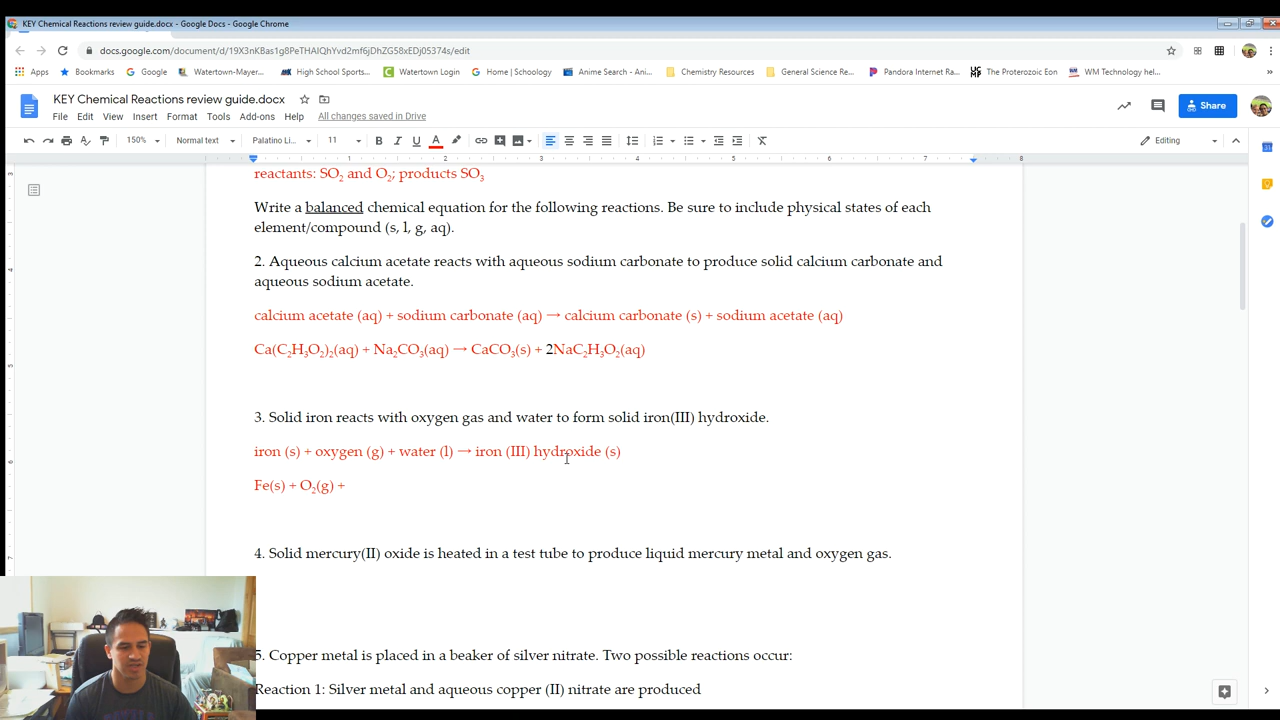 KEY Chemical Reactions review guide.docx - Google Docs - Google Chrome
docs.google.com/document/d/19X3nKBas1g8PeTHAIQhYvd2mf6jDhZG58xEDj05374s/edit
Apps Bookmarks Google Watertown-Mayer... High School Sports... Watertown Login Home | Schoology Anime Search - Ani... Chemistry Resources General Science Re... Pandora Internet Ra... The Proterozoic Eon WM Technology hel... »
KEY Chemical Reactions review guide.docx
Share
File Edit View Insert Format Tools Add-ons Help All changes saved in Drive
150% Normal text Palatino Li... 11 B I U A Editing
1 2 3 4 5 6 7 8
reactants: SO₂ and O₂; products SO₃
Write a balanced chemical equation for the following reactions. Be sure to include physical states of each
element/compound (s, l, g, aq).
2. Aqueous calcium acetate reacts with aqueous sodium carbonate to produce solid calcium carbonate and
aqueous sodium acetate.
calcium acetate (aq) + sodium carbonate (aq) → calcium carbonate (s) + sodium acetate (aq)
Ca(C₂H₃O₂)₂(aq) + Na₂CO₃(aq) → CaCO₃(s) + 2NaC₂H₃O₂(aq)
3. Solid iron reacts with oxygen gas and water to form solid iron(III) hydroxide.
iron (s) + oxygen (g) + water (l) → iron (III) hydroxide (s)
Fe(s) + O₂(g) +
4. Solid mercury(II) oxide is heated in a test tube to produce liquid mercury metal and oxygen gas.
5. Copper metal is placed in a beaker of silver nitrate. Two possible reactions occur:
Reaction 1: Silver metal and aqueous copper (II) nitrate are produced